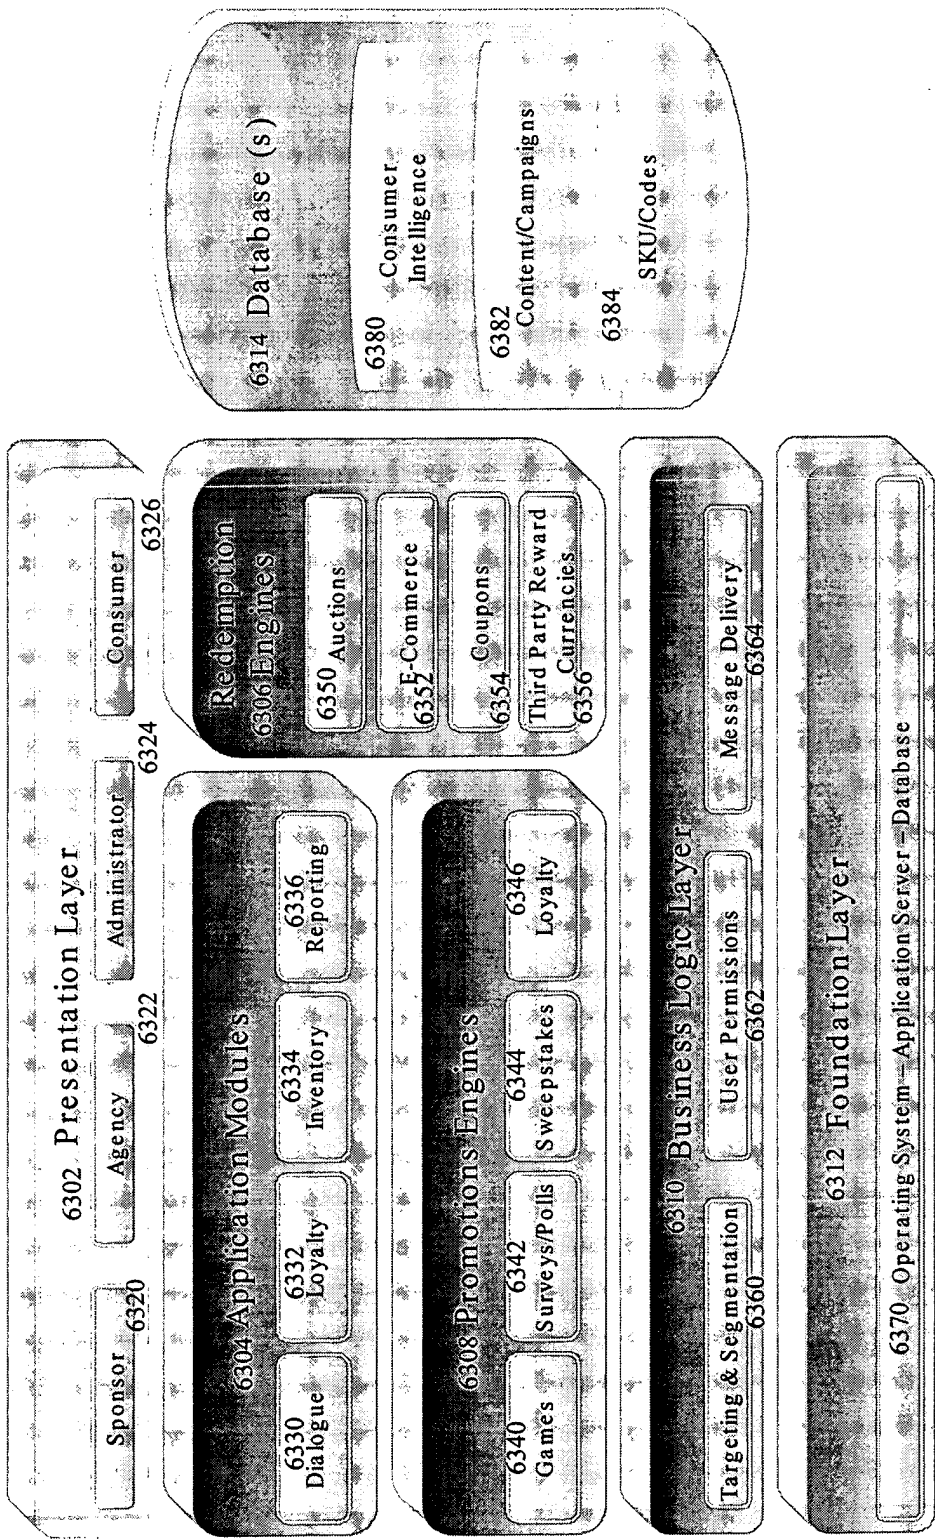 6302 Presentation Layer
Sponsor
6320
Agency
6322
Administrator
6324
Consumer
6326
6304 Application Modules
6330
Dialogue
6332
Loyalty
6334
Inventory
6336
Reporting
Redemption
6306 Engines
6350 Auctions
E-Commerce
6352
Coupons
6354
Third Party Reward
Currencies
6356
6308 Promotions Engines
6340
Games
6342
Surveys/Polls
6344
Sweepstakes
6346
Loyalty
6310 Business Logic Layer
Targeting & Segmentation
6360
User Permissions
6362
Message Delivery
6364
6312 Foundation Layer
6370 Operating System – Application Server – Database
6314 Database (s)
6380
Consumer
Intelligence
6382
Content/Campaigns
6384
SKU/Codes